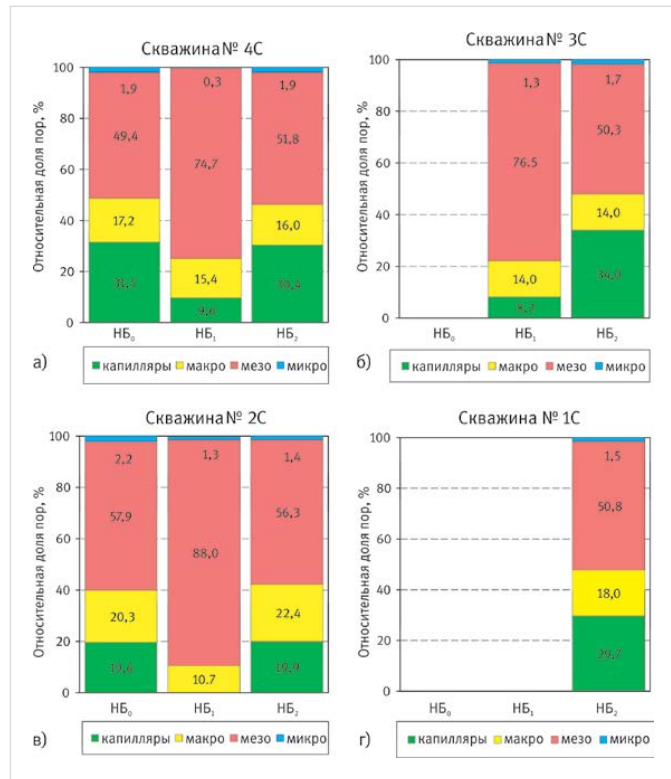 Скважина № 4С
Относительная доля пор, %
100
80
60
40
20
0
1,9
0,3
1,9
49,4
74,7
51,8
17,2
15,4
16,0
9,6
30,4
НБ₀
НБ₁
НБ₂
а)
капилляры
макро
мезо
микро
Скважина № 3С
Относительная доля пор, %
100
80
60
40
20
0
1,3
1,7
76.5
50,3
14,0
14,0
34,0
НБ₀
НБ₁
НБ₂
б)
капилляры
макро
мезо
микро
Скважина № 2С
Относительная доля пор, %
100
80
60
40
20
0
2,2
1,3
1,4
57,9
88,0
56,3
20,3
10.7
22,4
19,6
19,9
НБ₀
НБ₁
НБ₂
в)
капилляры
макро
мезо
микро
Скважина № 1С
Относительная доля пор, %
100
80
60
40
20
0
1,5
50,8
18,0
29,7
НБ₀
НБ₁
НБ₂
г)
капилляры
макро
мезо
микро